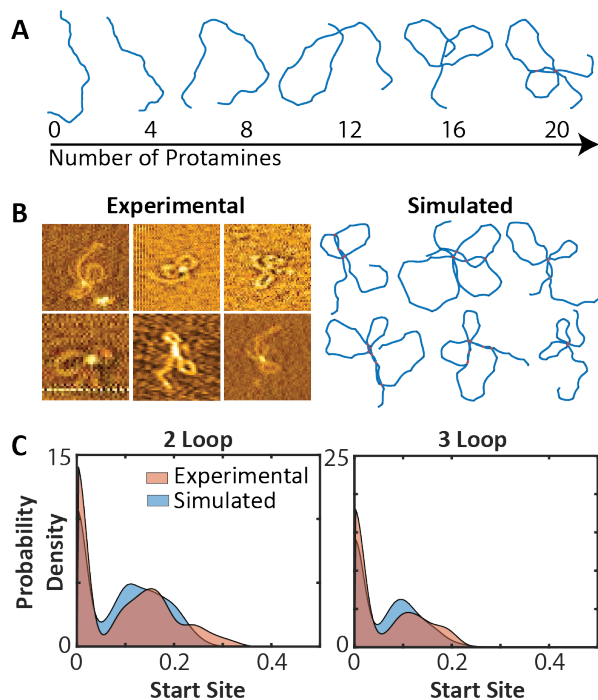 A
0 4 8 12 16 20
Number of Protamines
B
Experimental Simulated
C
2 Loop 3 Loop
15 25
Experimental
Simulated
Probability
Density
0 0
0 0.2 0.4 0 0.2 0.4
Start Site Start Site